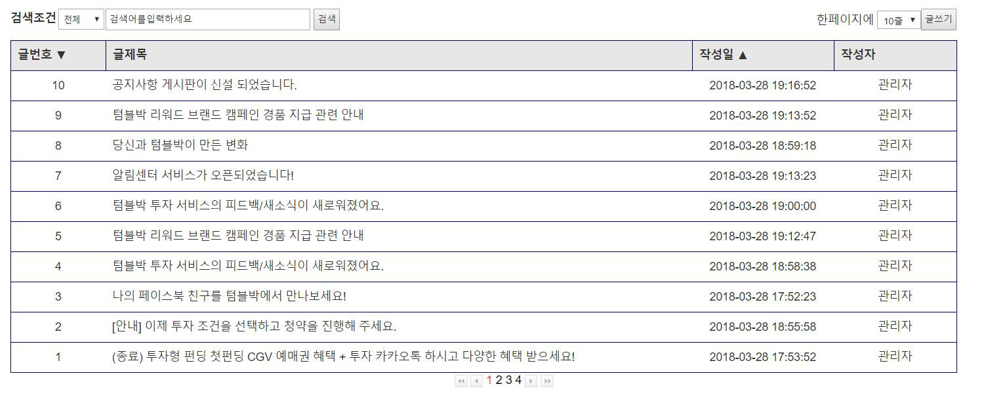 검색조건 전체 ▼ 검색어를입력하세요 검색 한페이지에 10줄 ▼ 글쓰기
글번호 ▼ 글제목 작성일 ▲ 작성자
10 공지사항 게시판이 신설 되었습니다. 2018-03-28 19:16:52 관리자
9 텀블박 리워드 브랜드 캠페인 경품 지급 관련 안내 2018-03-28 19:13:52 관리자
8 당신과 텀블박이 만든 변화 2018-03-28 18:59:18 관리자
7 알림센터 서비스가 오픈되었습니다! 2018-03-28 19:13:23 관리자
6 텀블박 투자 서비스의 피드백/새소식이 새로워졌어요. 2018-03-28 19:00:00 관리자
5 텀블박 리워드 브랜드 캠페인 경품 지급 관련 안내 2018-03-28 19:12:47 관리자
4 텀블박 투자 서비스의 피드백/새소식이 새로워졌어요. 2018-03-28 18:58:38 관리자
3 나의 페이스북 친구를 텀블박에서 만나보세요! 2018-03-28 17:52:23 관리자
2 [안내] 이제 투자 조건을 선택하고 청약을 진행해 주세요. 2018-03-28 18:55:58 관리자
1 (종료) 투자형 펀딩 첫펀딩 CGV 예매권 혜택 + 투자 카카오톡 하시고 다양한 혜택 받으세요! 2018-03-28 17:53:52 관리자
1 2 3 4